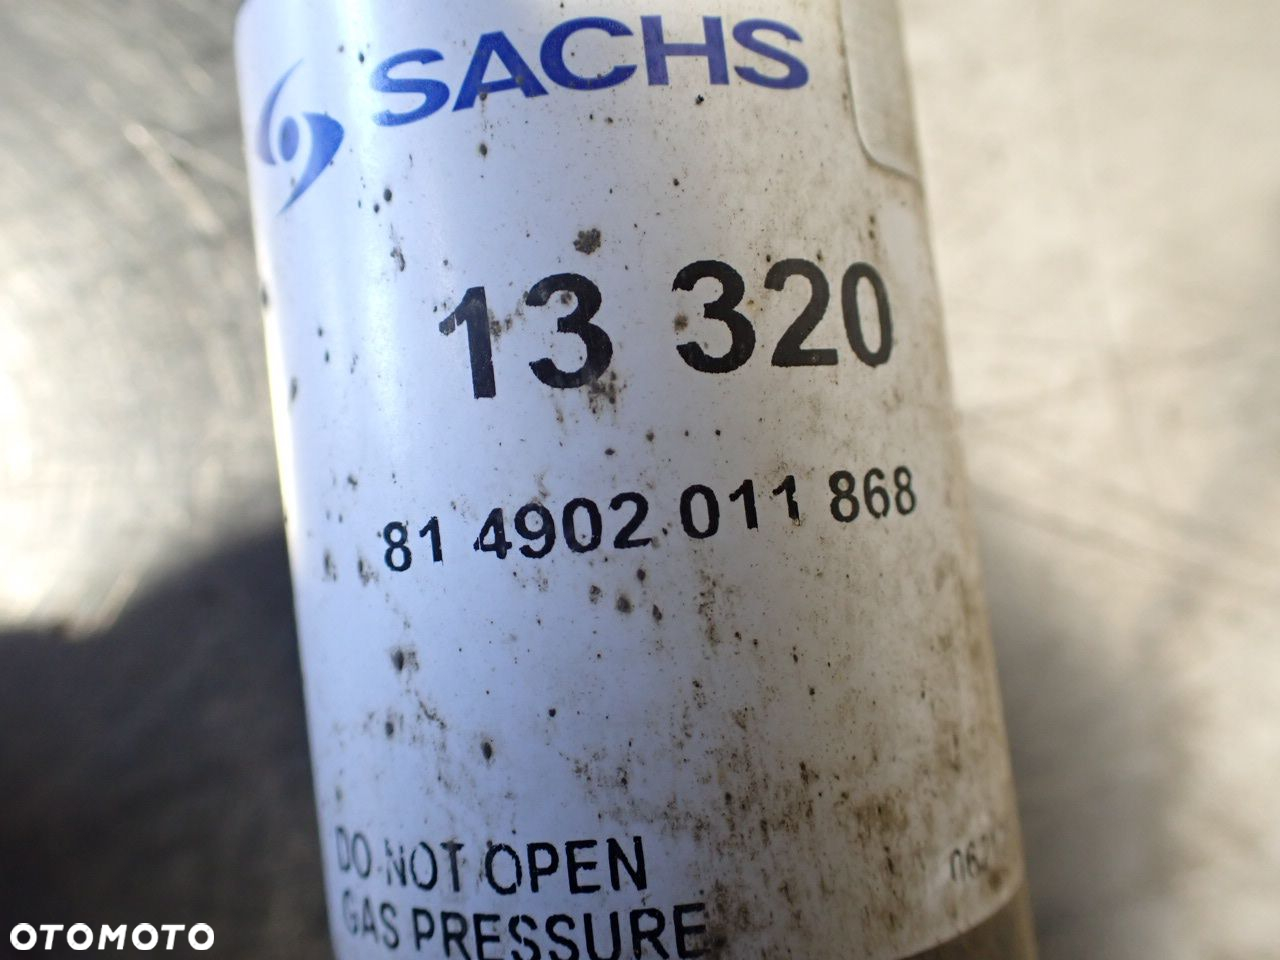 SACHS
13 320
81 4902 011 868
DO NOT OPEN
GAS PRESSURE
OTOMOTO